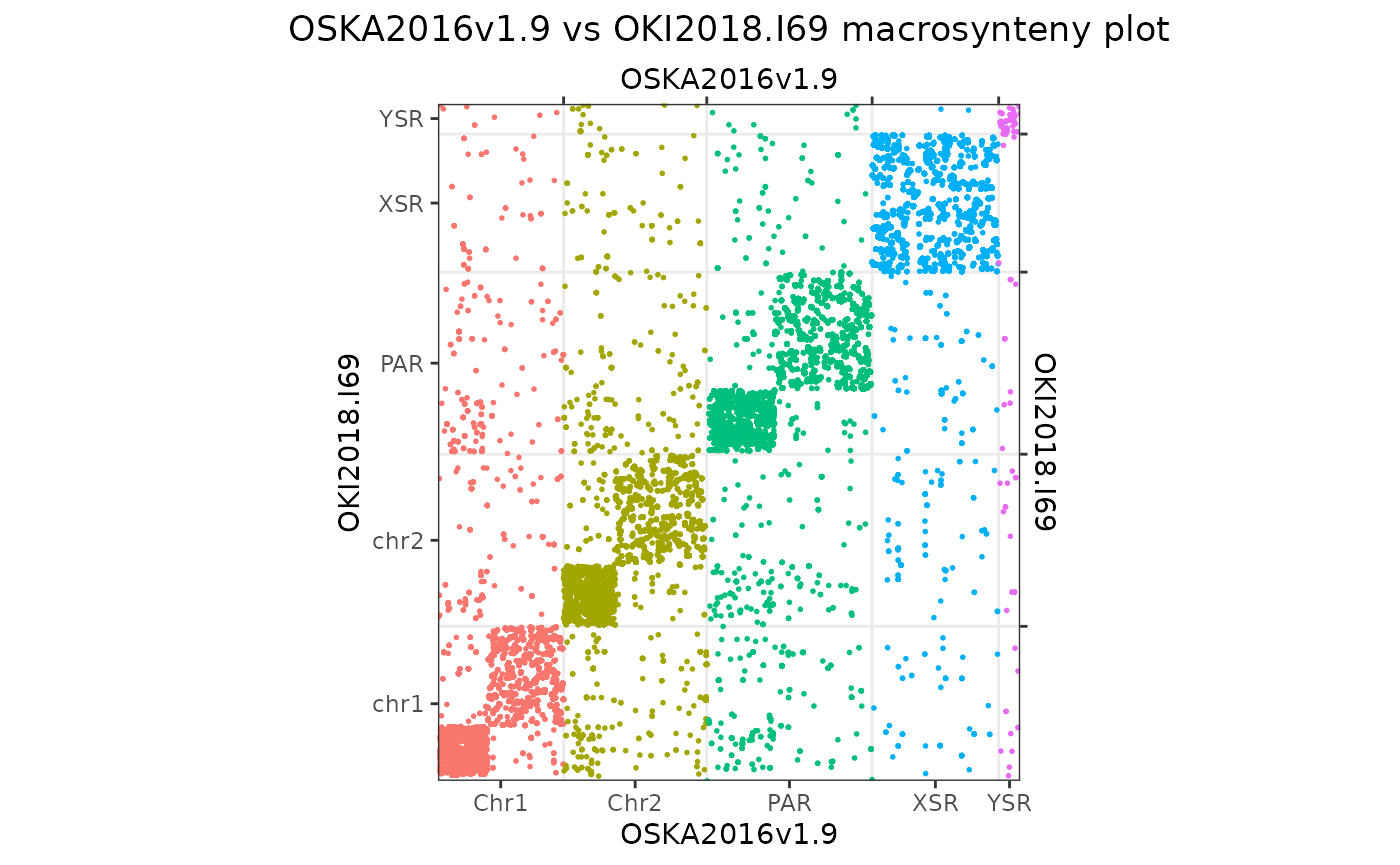 OSKA2016v1.9 vs OKI2018.I69 macrosynteny plot
OSKA2016v1.9
YSR
XSR
PAR
chr2
chr1
OKI2018.I69
OKI2018.I69
Chr1
Chr2
PAR
XSR
YSR
OSKA2016v1.9